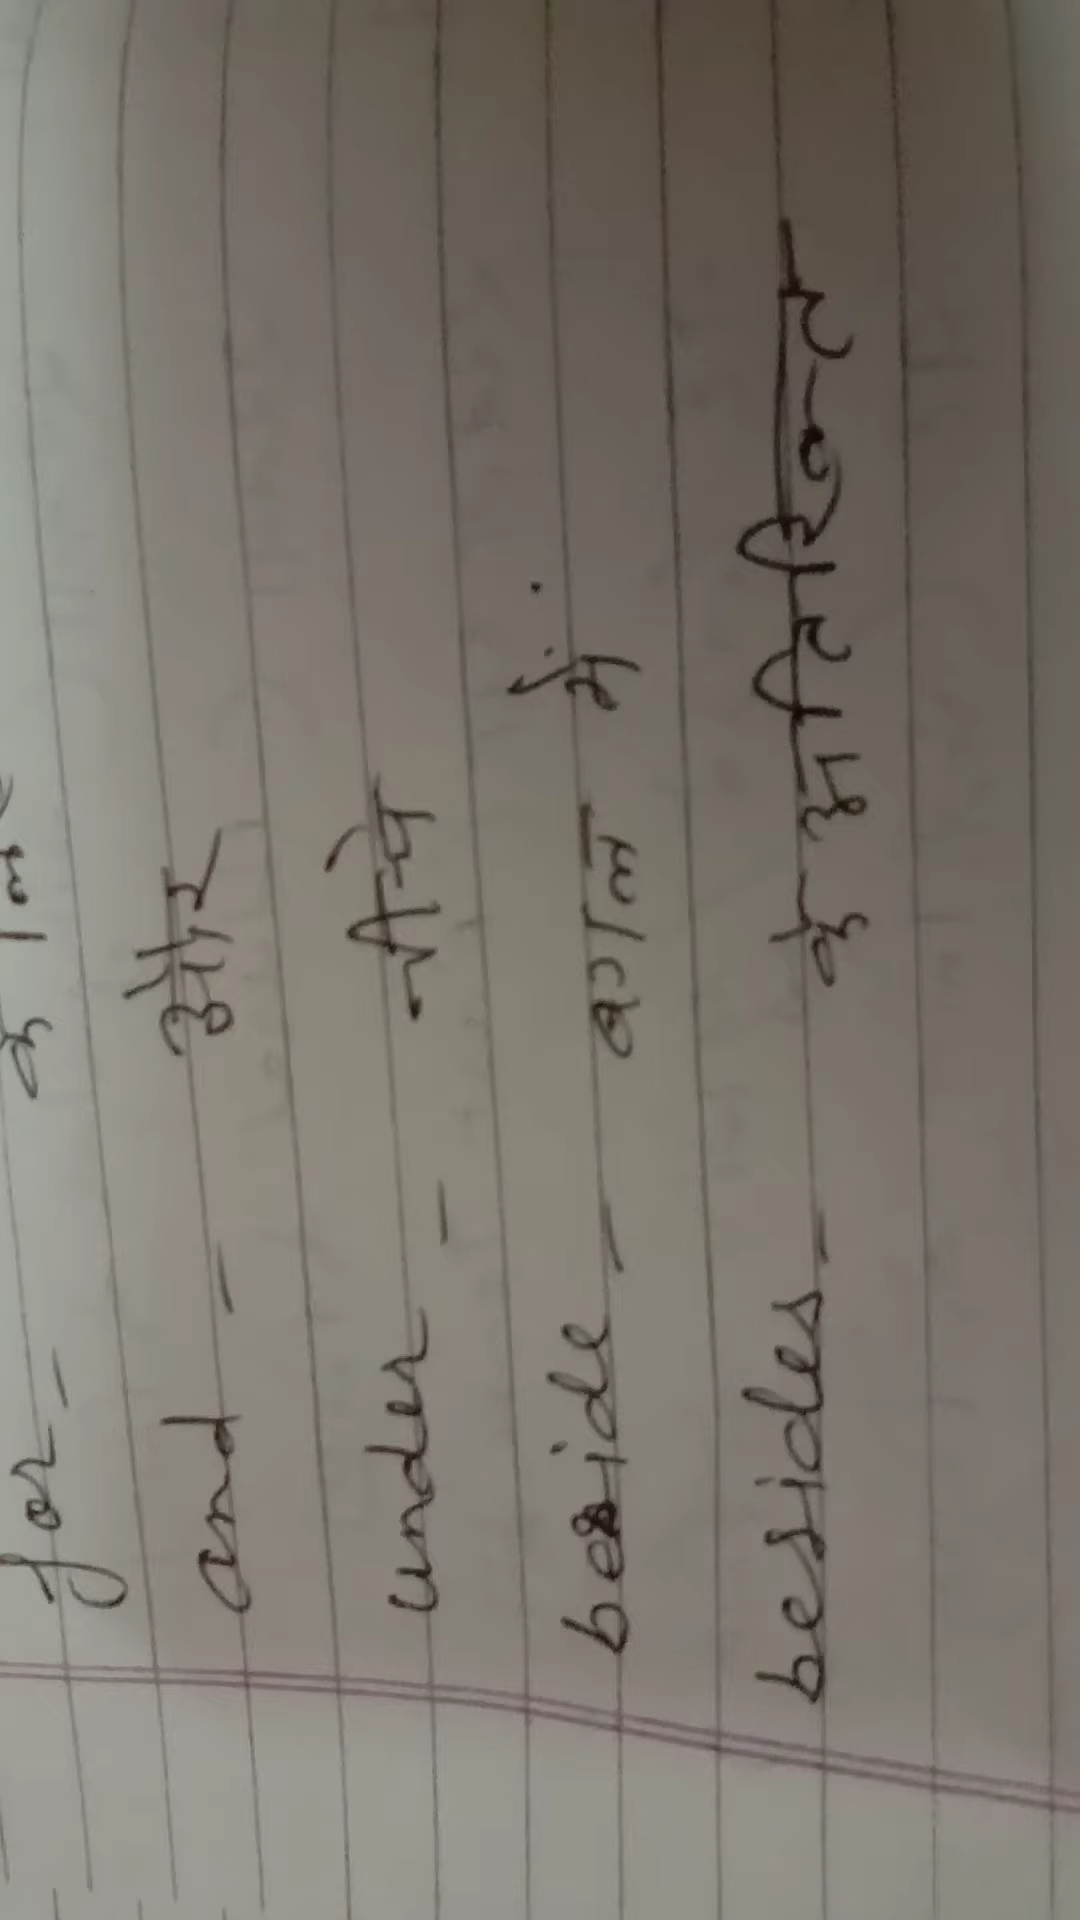 for - के लि
and - और
under - नीचे
beside - बगल में
besides - के अतिरिक्त